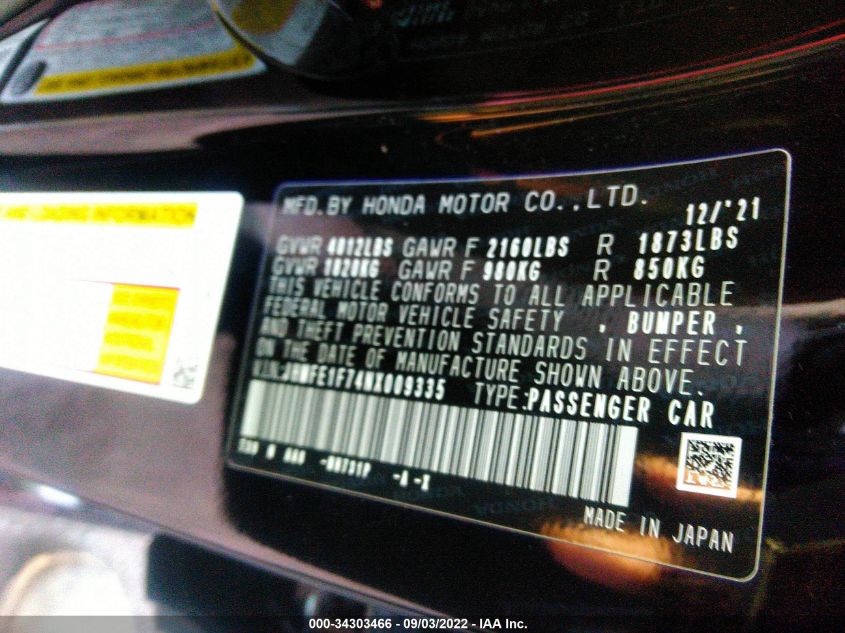 AND LOADING INFORMATION
MFD. BY HONDA MOTOR CO.,LTD. 12/'21
GVWR 4012LBS GAWR F 2160LBS R 1873LBS
GVWR 1820KG GAWR F 980KG R 850KG
THIS VEHICLE CONFORMS TO ALL APPLICABLE
FEDERAL MOTOR VEHICLE SAFETY , BUMPER ,
AND THEFT PREVENTION STANDARDS IN EFFECT
ON THE DATE OF MANUFACTURE SHOWN ABOVE.
VIN:JHMFE1F74NX009335 TYPE:PASSENGER CAR
-A -X
MADE IN JAPAN
000-34303466 - 09/03/2022 - IAA Inc.